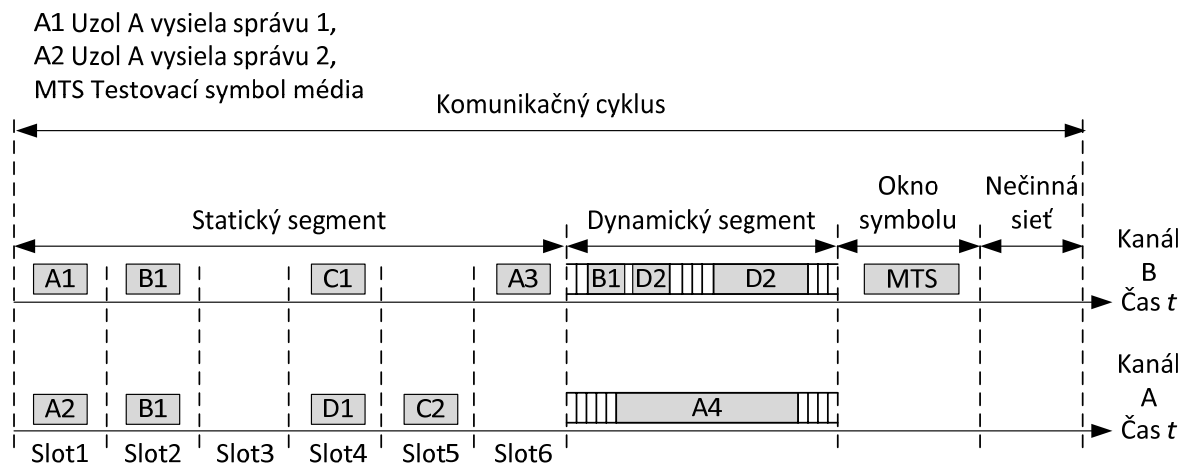 A1 Uzol A vysiela správu 1,
A2 Uzol A vysiela správu 2,
MTS Testovací symbol média
Komunikačný cyklus
Statický segment
Dynamický segment
Okno
symbolu
Nečinná
sieť
A1 B1 C1 A3 B1 D2 D2 MTS
Kanál
B
Čas t
A2 B1 D1 C2 A4
Kanál
A
Čas t
Slot1 Slot2 Slot3 Slot4 Slot5 Slot6